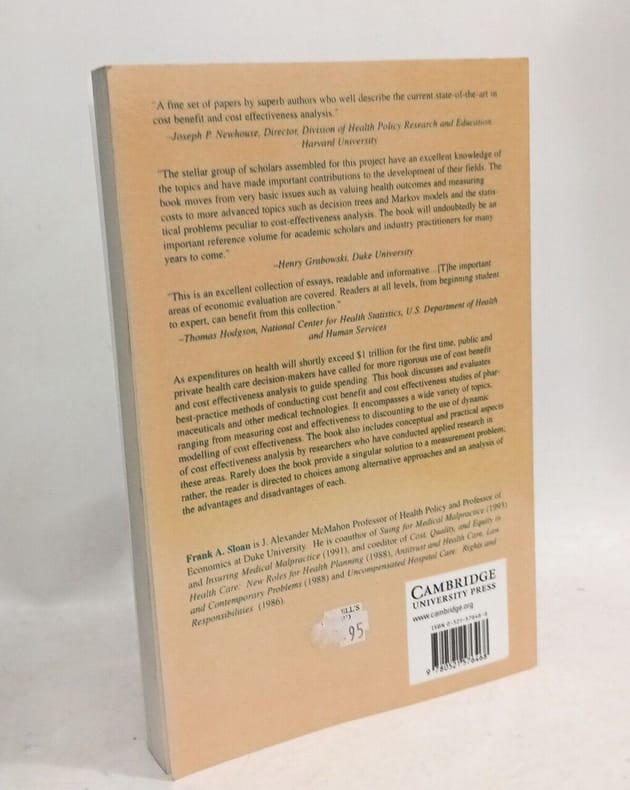 "A fine set of papers by superb authors who well describe the current state-of-the-art in
cost benefit and cost effectiveness analysis."
–Joseph P. Newhouse, Director, Division of Health Policy Research and Education,
Harvard University
"The stellar group of scholars assembled for this project have an excellent knowledge of
the topics and have made important contributions to the development of their fields. The
book moves from very basic issues such as valuing health outcomes and measuring
costs to more advanced topics such as decision trees and Markov models and the statis-
tical problems peculiar to cost-effectiveness analysis. The book will undoubtedly be an
important reference volume for academic scholars and industry practitioners for many
years to come."
–Henry Grabowski, Duke University
"This is an excellent collection of essays, readable and informative...[T]he important
areas of economic evaluation are covered. Readers at all levels, from beginning student
to expert, can benefit from this collection."
–Thomas Hodgson, National Center for Health Statistics, U.S. Department of Health
and Human Services
As expenditures on health will shortly exceed $1 trillion for the first time, public and
private health care decision-makers have called for more rigorous use of cost benefit
and cost effectiveness analysis to guide spending. This book discusses and evaluates
best-practice methods of conducting cost benefit and cost effectiveness studies of phar-
maceuticals and other medical technologies. It encompasses a wide variety of topics,
ranging from measuring cost and effectiveness to discounting to the use of dynamic
modelling of cost effectiveness. The book also includes conceptual and practical aspects
of cost effectiveness analysis by researchers who have conducted applied research in
these areas. Rarely does the book provide a singular solution to a measurement problem;
rather, the reader is directed to choices among alternative approaches and an analysis of
the advantages and disadvantages of each.
Frank A. Sloan is J. Alexander McMahon Professor of Health Policy and Professor of
Economics at Duke University. He is coauthor of Suing for Medical Malpractice (1993)
and Insuring Medical Malpractice (1991), and coeditor of Cost, Quality, and Equity in
Health Care: New Roles for Health Planning (1988), Antitrust and Health Care, Law
and Contemporary Problems (1988) and Uncompensated Hospital Care: Rights and
Responsibilities (1986).
.95
CAMBRIDGE
UNIVERSITY PRESS
www.cambridge.org
ISBN 0-521-57646-8
9 780521 576468